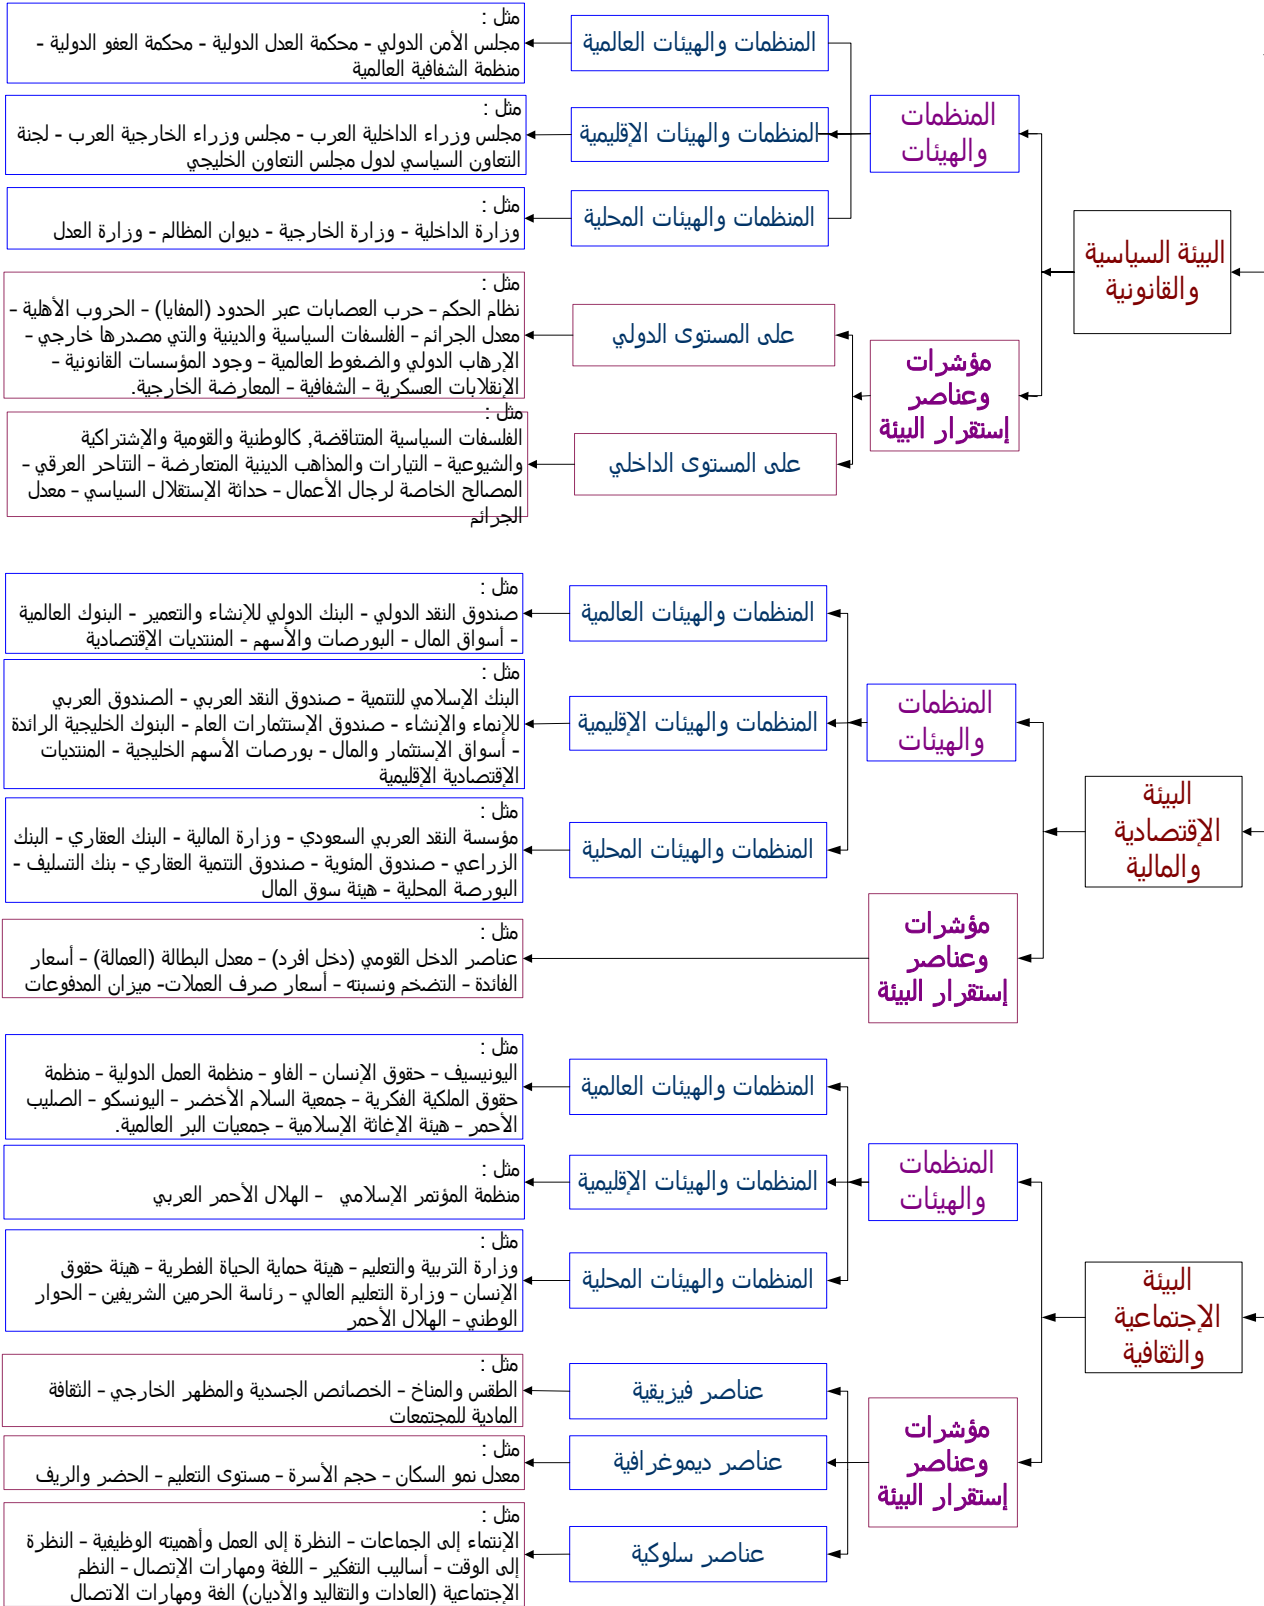 البيئة السياسية
والقانونية
المنظمات
والهيئات
المنظمات والهيئات العالمية
مثل :
مجلس الأمن الدولي - محكمة العدل الدولية - محكمة العفو الدولية -
منظمة الشفافية العالمية
المنظمات والهيئات الإقليمية
مثل :
مجلس وزراء الداخلية العرب - مجلس وزراء الخارجية العرب - لجنة
التعاون السياسي لدول مجلس التعاون الخليجي
المنظمات والهيئات المحلية
مثل :
وزارة الداخلية - وزارة الخارجية - ديوان المظالم - وزارة العدل
مؤشرات
وعناصر
إستقرار البيئة
على المستوى الدولي
مثل :
نظام الحكم - حرب العصابات عبر الحدود (المفايا) - الحروب الأهلية -
معدل الجرائم - الفلسفات السياسية والدينية والتي مصدرها خارجي -
الإرهاب الدولي والضغوط العالمية - وجود المؤسسات القانونية -
الإنقلابات العسكرية - الشفافية - المعارضة الخارجية.
على المستوى الداخلي
مثل :
الفلسفات السياسية المتناقضة, كالوطنية والقومية والإشتراكية
والشيوعية - التيارات والمذاهب الدينية المتعارضة - التناحر العرقي -
المصالح الخاصة لرجال الأعمال - حداثة الإستقلال السياسي - معدل
الجرائم
البيئة
الإقتصادية
والمالية
المنظمات
والهيئات
المنظمات والهيئات العالمية
مثل :
صندوق النقد الدولي - البنك الدولي للإنشاء والتعمير - البنوك العالمية
- أسواق المال - البورصات والأسهم - المنتديات الإقتصادية
المنظمات والهيئات الإقليمية
مثل :
البنك الإسلامي للتنمية - صندوق النقد العربي - الصندوق العربي
للإنماء والإنشاء - صندوق الإستثمارات العام - البنوك الخليجية الرائدة
- أسواق الإستثمار والمال - بورصات الأسهم الخليجية - المنتديات
الإقتصادية الإقليمية
المنظمات والهيئات المحلية
مثل :
مؤسسة النقد العربي السعودي - وزارة المالية - البنك العقاري - البنك
الزراعي - صندوق المئوية - صندوق التنمية العقاري - بنك التسليف -
البورصة المحلية - هيئة سوق المال
مؤشرات
وعناصر
إستقرار البيئة
مثل :
عناصر الدخل القومي (دخل افرد) - معدل البطالة (العمالة) - أسعار
الفائدة - التضخم ونسبته - أسعار صرف العملات- ميزان المدفوعات
البيئة
الإجتماعية
والثقافية
المنظمات
والهيئات
المنظمات والهيئات العالمية
مثل :
اليونيسيف - حقوق الإنسان - الفاو - منظمة العمل الدولية - منظمة
حقوق الملكية الفكرية - جمعية السلام الأخضر - اليونسكو - الصليب
الأحمر - هيئة الإغاثة الإسلامية - جمعيات البر العالمية.
المنظمات والهيئات الإقليمية
مثل :
منظمة المؤتمر الإسلامي - الهلال الأحمر العربي
المنظمات والهيئات المحلية
مثل :
وزارة التربية والتعليم - هيئة حماية الحياة الفطرية - هيئة حقوق
الإنسان - وزارة التعليم العالي - رئاسة الحرمين الشريفين - الحوار
الوطني - الهلال الأحمر
مؤشرات
وعناصر
إستقرار البيئة
عناصر فيزيقية
مثل :
الطقس والمناخ - الخصائص الجسدية والمظهر الخارجي - الثقافة
المادية للمجتمعات
عناصر ديموغرافية
مثل :
معدل نمو السكان - حجم الأسرة - مستوى التعليم - الحضر والريف
عناصر سلوكية
مثل :
الإنتماء إلى الجماعات - النظرة إلى العمل وأهميته الوظيفية - النظرة
إلى الوقت - أساليب التفكير - اللغة ومهارات الإتصال - النظم
الإجتماعية (العادات والتقاليد والأديان) الغة ومهارات الاتصال